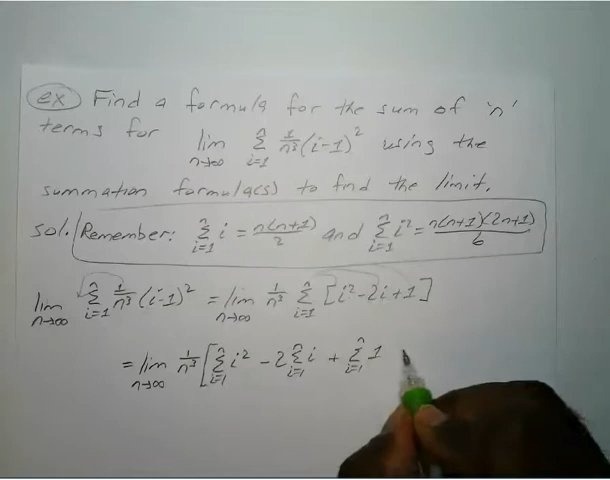 ex Find a formula for the sum of 'n'
terms for lim n→∞ n Σ i=1 1/n³ (i-1)² using the
summation formula(s) to find the limit.
sol. Remember: n Σ i=1 i = n(n+1)/2 and n Σ i=1 i² = n(n+1)(2n+1)/6
lim n→∞ n Σ i=1 1/n³ (i-1)² = lim n→∞ 1/n³ n Σ i=1 [i²-2i+1]
= lim n→∞ 1/n³ [n Σ i=1 i² - 2 n Σ i=1 i + n Σ i=1 1